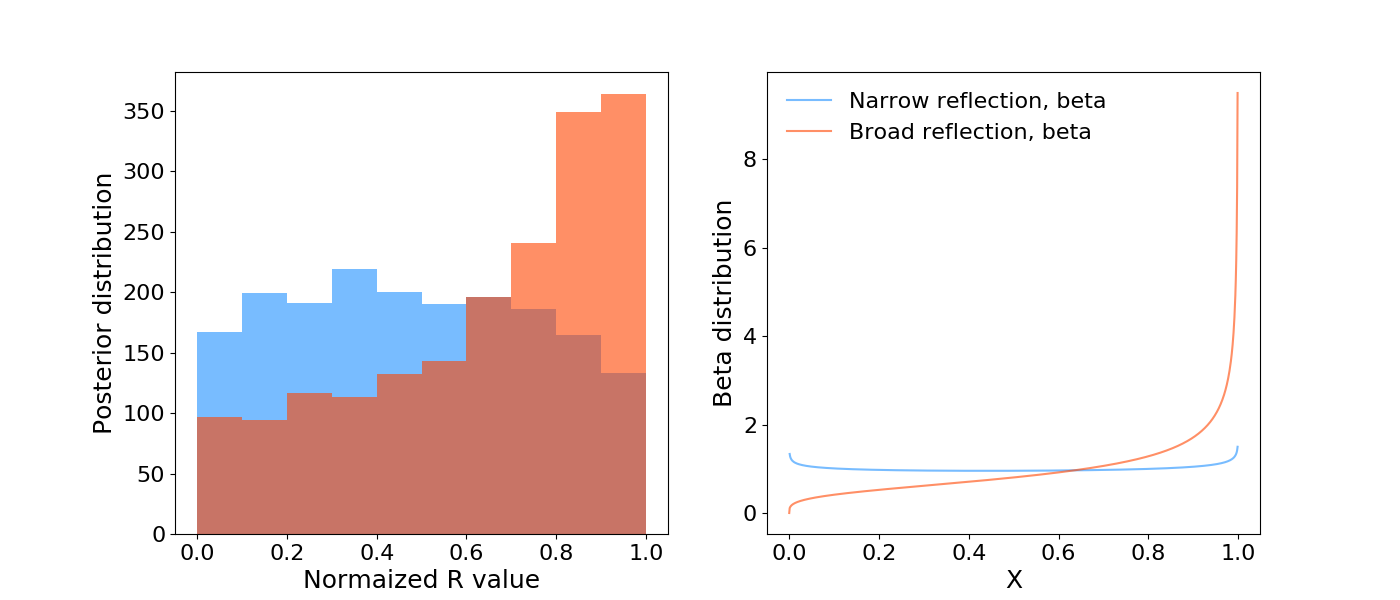 Posterior distribution
350
300
250
200
150
100
50
0
0.0 0.2 0.4 0.6 0.8 1.0
Normaized R value
Beta distribution
8
6
4
2
0
Narrow reflection, beta
Broad reflection, beta
0.0 0.2 0.4 0.6 0.8 1.0
X